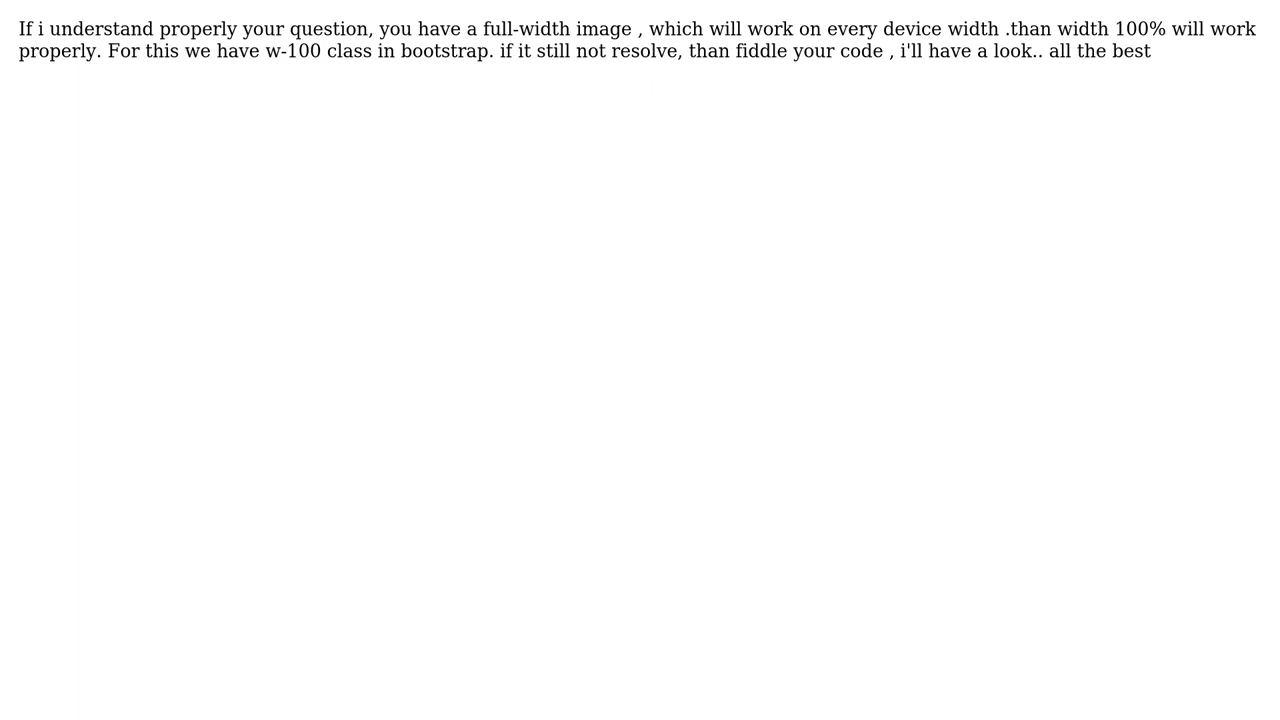 If i understand properly your question, you have a full-width image , which will work on every device width .than width 100% will work
properly. For this we have w-100 class in bootstrap. if it still not resolve, than fiddle your code , i'll have a look.. all the best